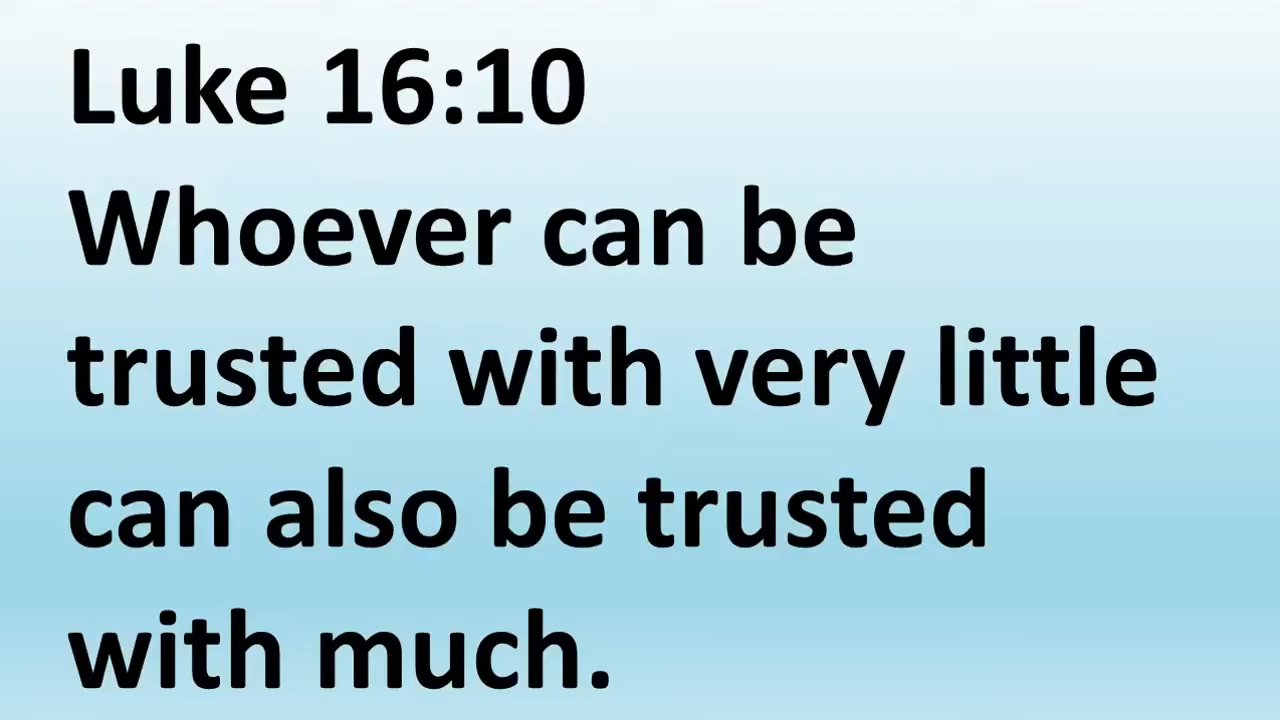 Luke 16:10
Whoever can be
trusted with very little
can also be trusted
with much.